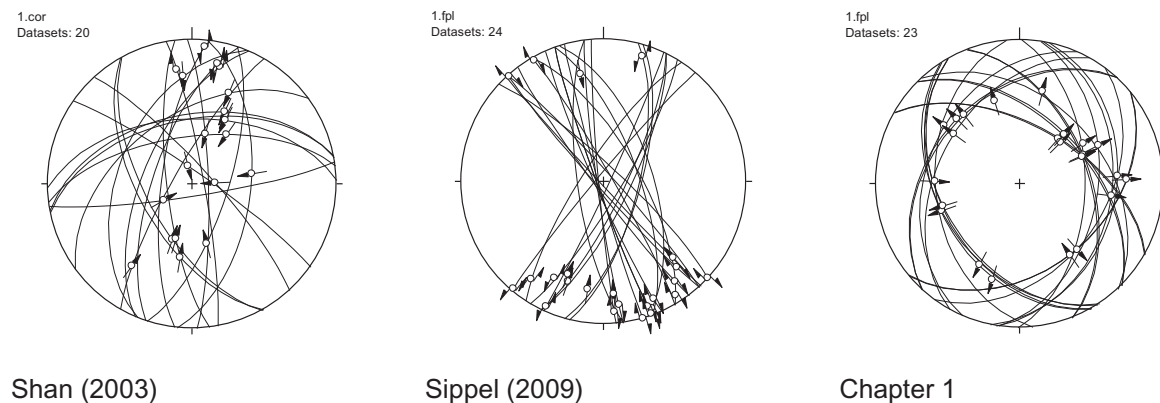 1.cor
Datasets: 20
1.fpl
Datasets: 24
1.fpl
Datasets: 23
Shan (2003)
Sippel (2009)
Chapter 1